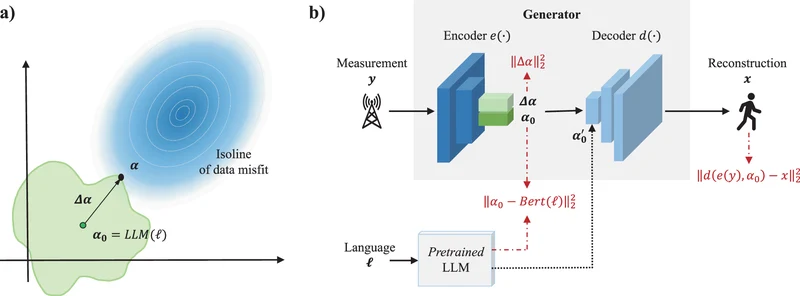 a)
Isoline
of data misfit
α
Δα
α₀ = LLM(ℓ)
b)
Generator
Encoder e(·)
Decoder d(·)
Measurement
y
‖Δα‖₂²
Δα
α₀
α₀′
Reconstruction
x
‖d(e(y), α₀) − x‖₂²
‖α₀ − Bert(ℓ)‖₂²
Language
ℓ
Pretrained
LLM